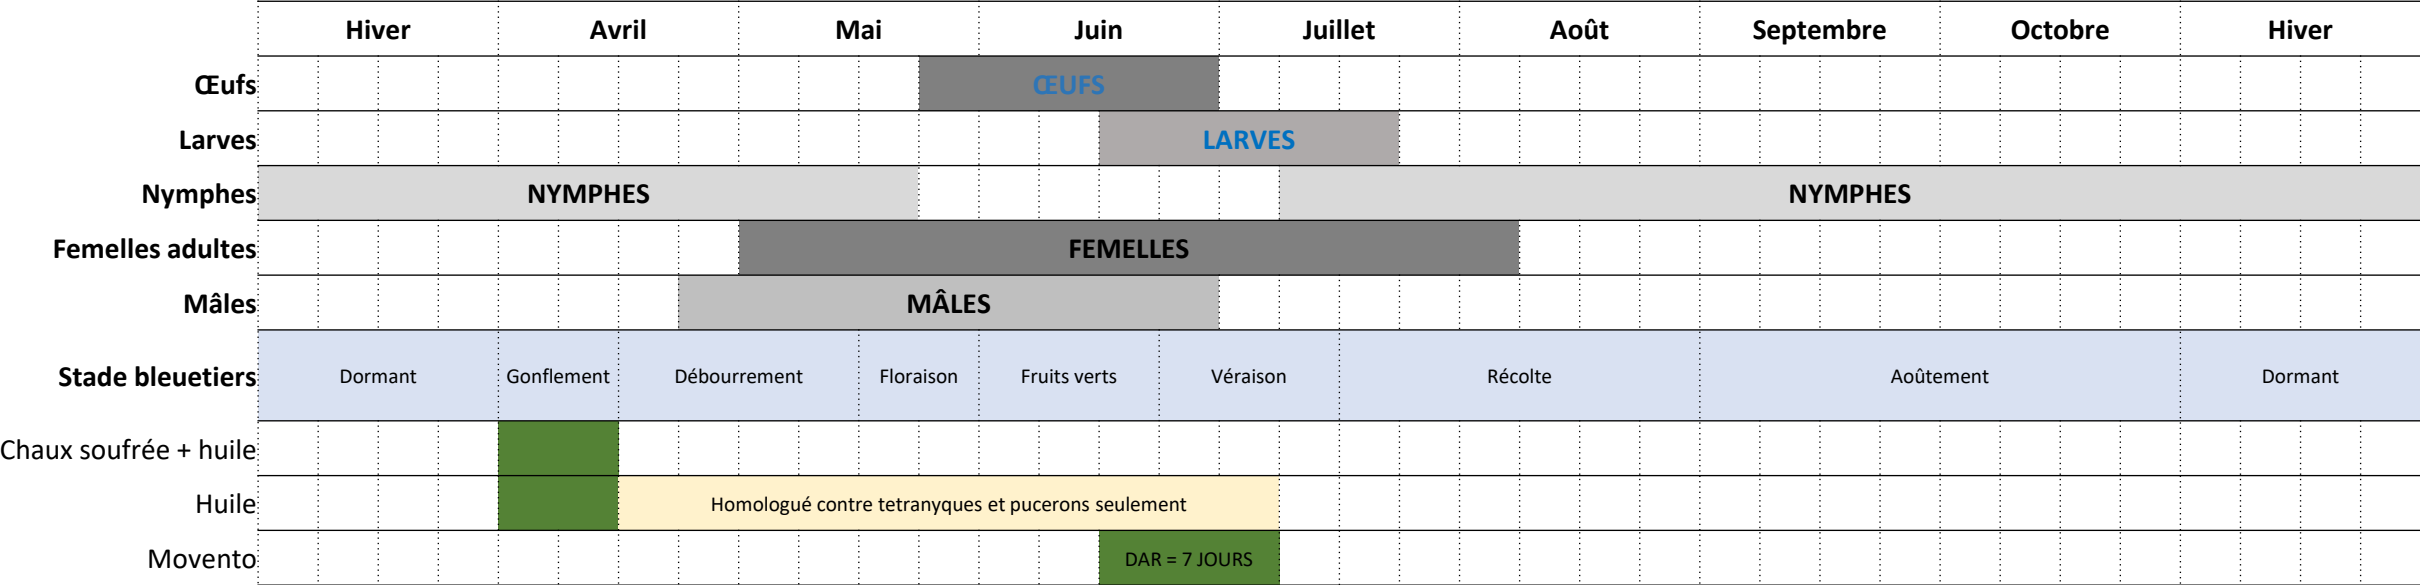 Hiver Avril Mai Juin Juillet Août Septembre Octobre Hiver
Œufs ŒUFS
Larves LARVES
Nymphes NYMPHES NYMPHES
Femelles adultes FEMELLES
Mâles MÂLES
Stade bleuetiers Dormant Gonflement Débourrement Floraison Fruits verts Véraison Récolte Aoûtement Dormant
Chaux soufrée + huile
Huile Homologué contre tetranyques et pucerons seulement
Movento DAR = 7 JOURS